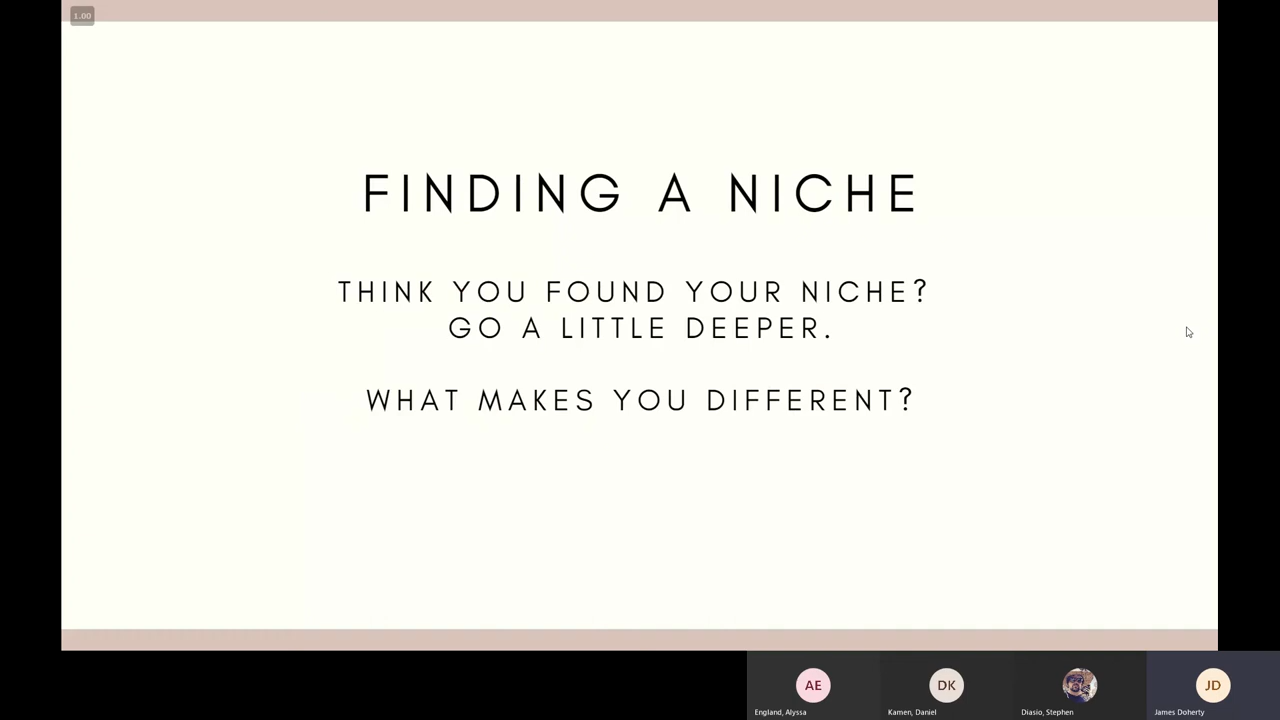 1.00
FINDING A NICHE
THINK YOU FOUND YOUR NICHE?
GO A LITTLE DEEPER.
WHAT MAKES YOU DIFFERENT?
AE
DK
JD
England, Alyssa
Kamen, Daniel
Diasio, Stephen
James Doherty